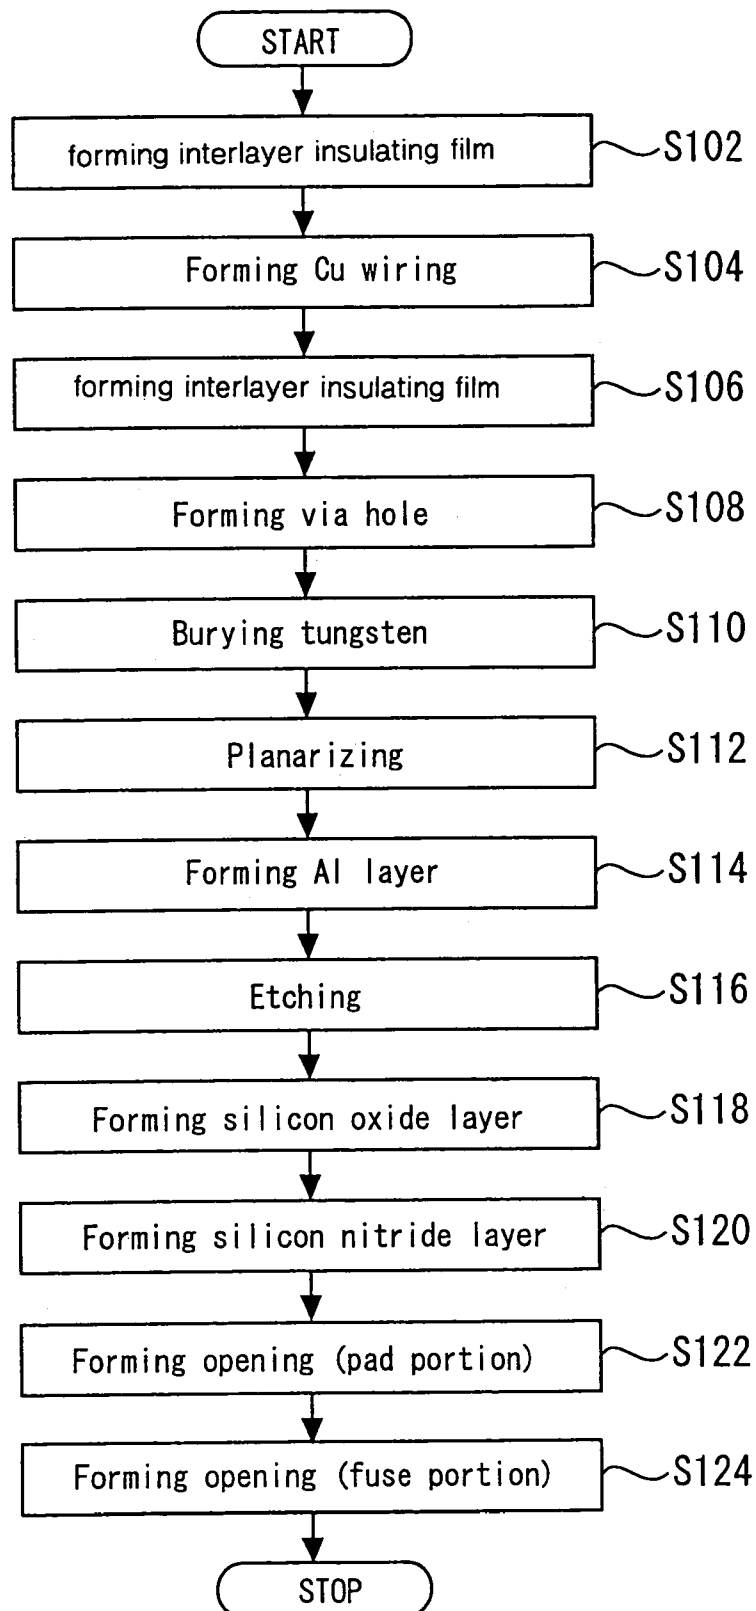 START
forming interlayer insulating film
S102
Forming Cu wiring
S104
forming interlayer insulating film
S106
Forming via hole
S108
Burying tungsten
S110
Planarizing
S112
Forming Al layer
S114
Etching
S116
Forming silicon oxide layer
S118
Forming silicon nitride layer
S120
Forming opening (pad portion)
S122
Forming opening (fuse portion)
S124
STOP